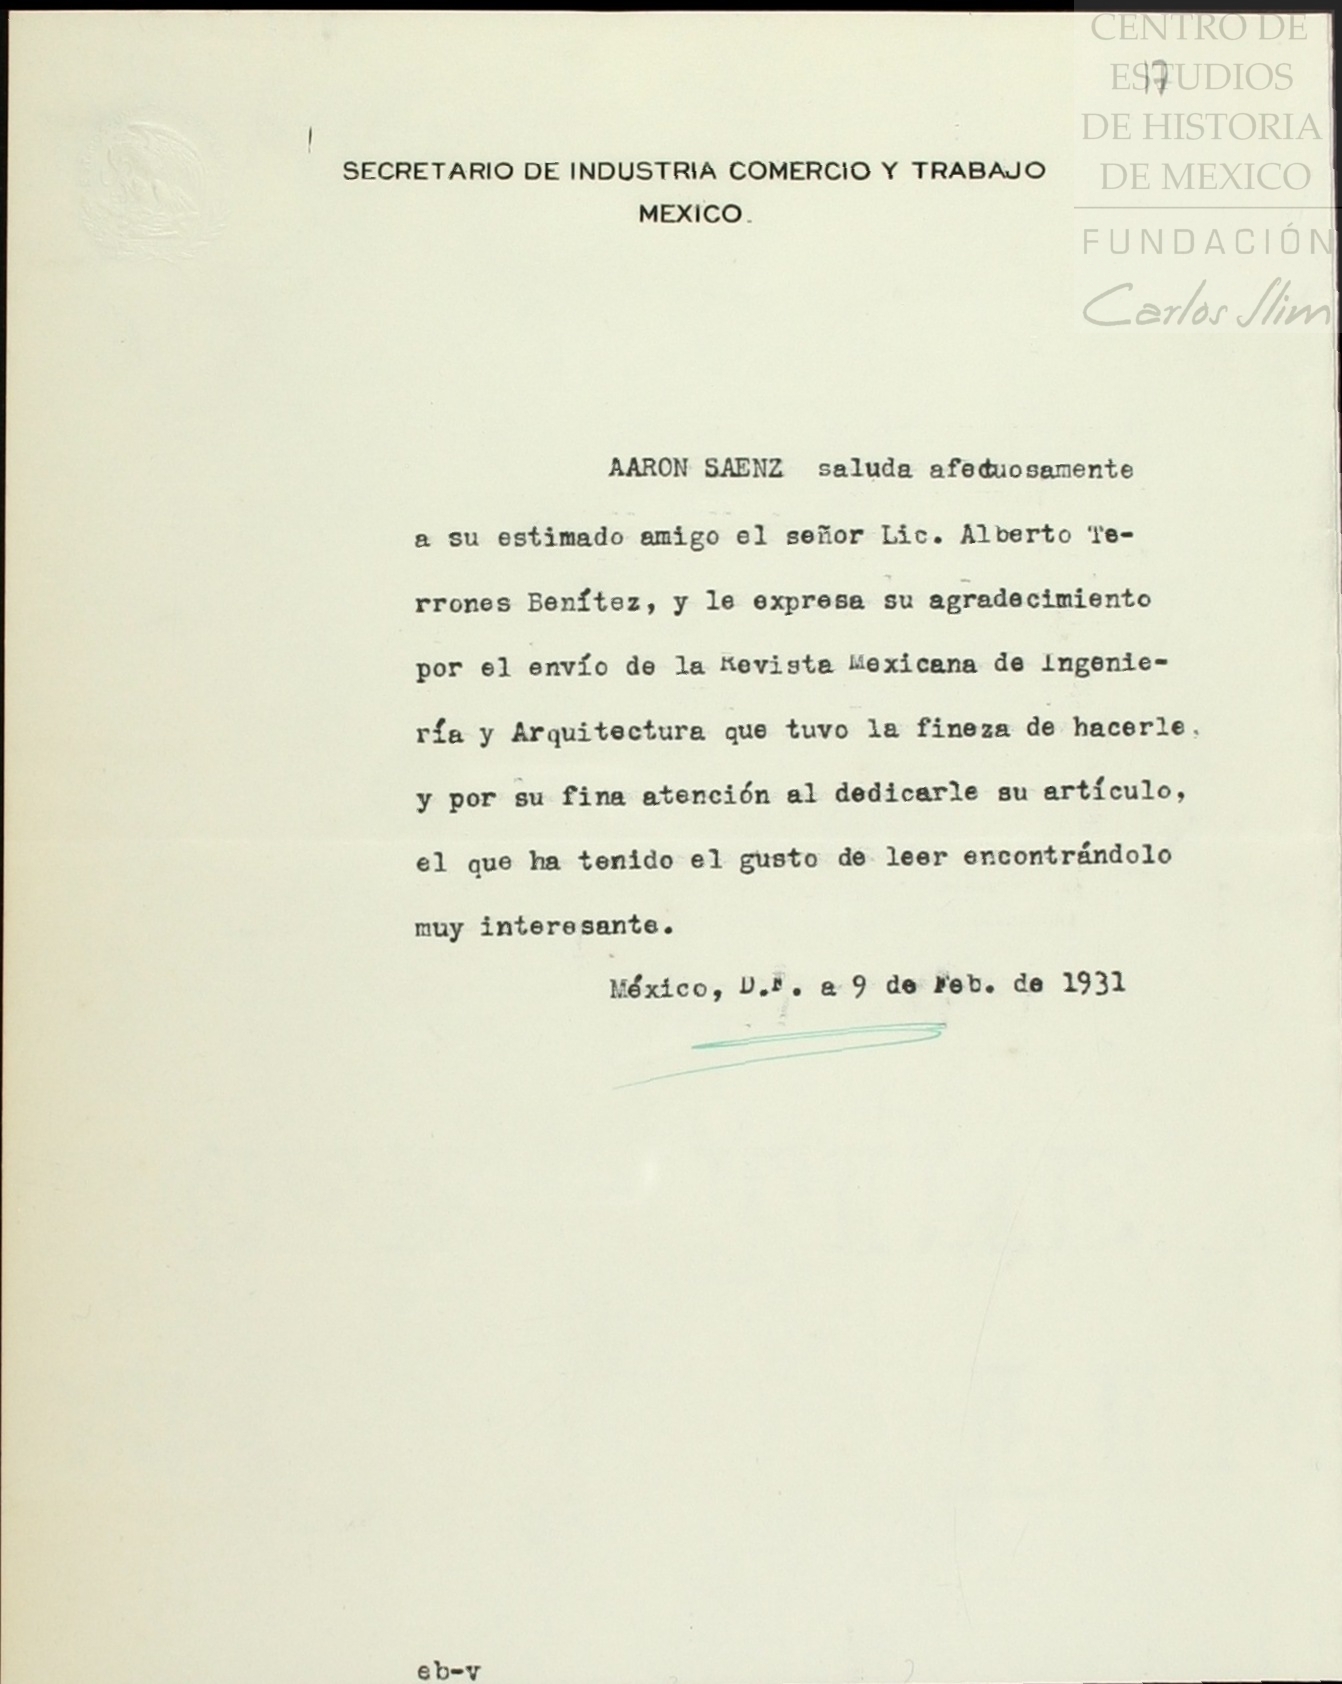 CENTRO DE
ESTUDIOS
DE HISTORIA
DE MEXICO
FUNDACIÓN
Carlos Slim
17
SECRETARIO DE INDUSTRIA COMERCIO Y TRABAJO
MEXICO.
AARON SAENZ saluda afectuosamente
a su estimado amigo el señor Lic. Alberto Te-
rrones Benítez, y le expresa su agradecimiento
por el envío de la Revista Mexicana de Ingenie-
ría y Arquitectura que tuvo la fineza de hacerle,
y por su fina atención al dedicarle su artículo,
el que ha tenido el gusto de leer encontrándolo
muy interesante.
México, D.F. a 9 de Feb. de 1931
eb-v